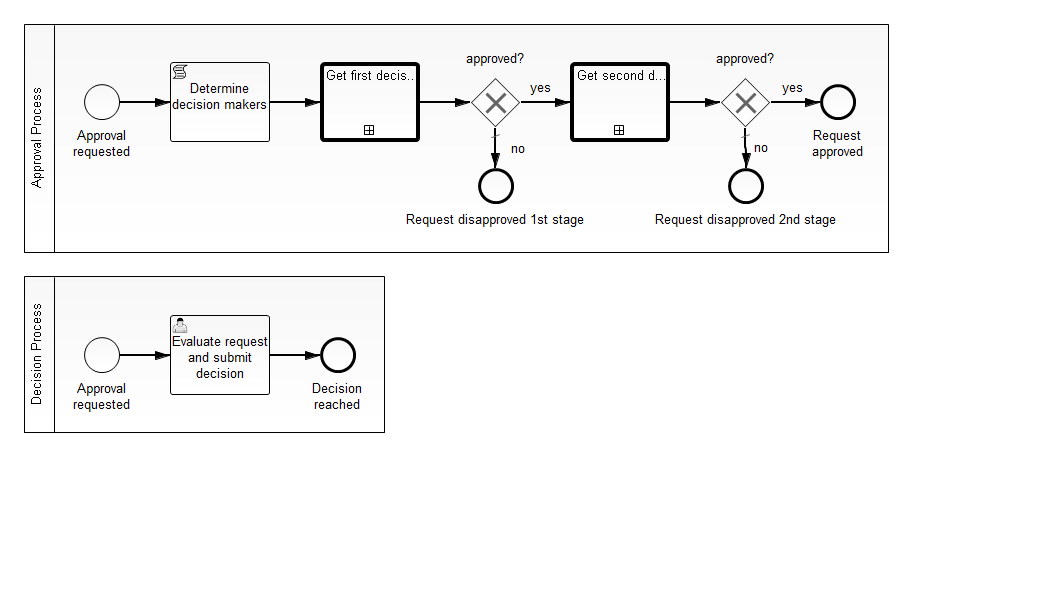 Approval Process
Approval
requested
Determine
decision makers
Get first decis..
approved?
yes
no
Request disapproved 1st stage
Get second d...
approved?
yes
no
Request disapproved 2nd stage
Request
approved
Decision Process
Approval
requested
Evaluate request
and submit
decision
Decision
reached